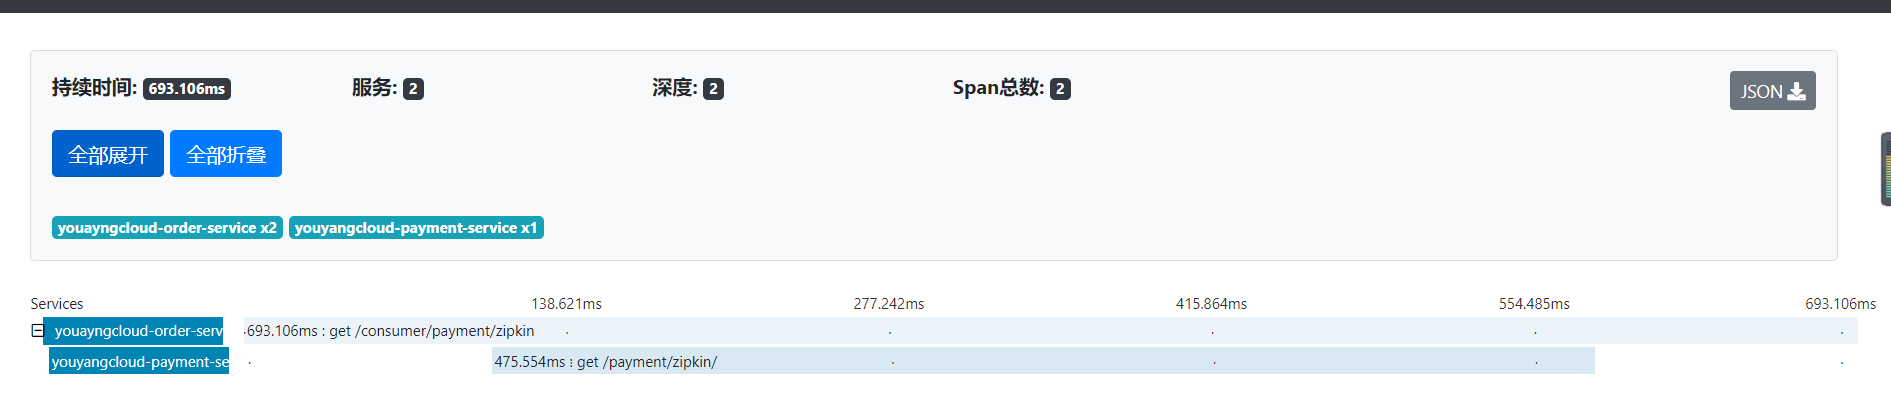 持续时间: 693.106ms 服务: 2 深度: 2 Span总数: 2 JSON
全部展开 全部折叠
youayngcloud-order-service x2 youyangcloud-payment-service x1
Services 138.621ms 277.242ms 415.864ms 554.485ms 693.106ms
youayngcloud-order-serv 693.106ms : get /consumer/payment/zipkin
youyangcloud-payment-se 475.554ms : get /payment/zipkin/